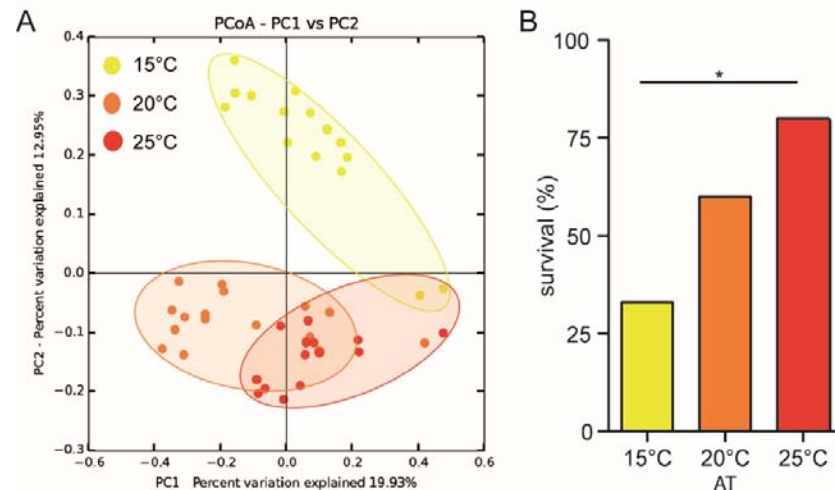 A
PCoA - PC1 vs PC2
0.4
0.3
0.2
0.1
0.0
−0.1
−0.2
−0.3
PC2 - Percent variation explained 12.95%
15°C
20°C
25°C
−0.6
−0.4
−0.2
0.0
0.2
0.4
0.6
PC1 Percent variation explained 19.93%
B
100
75
50
25
0
survival (%)
*
15°C
20°C
25°C
AT